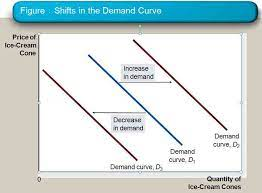 Figure : Shifts in the Demand Curve
Price of
Ice-Cream
Cone
Increase
in demand
Decrease
in demand
Demand
curve, D2
Demand
curve, D1
Demand curve, D3
0
Quantity of
Ice-Cream Cones